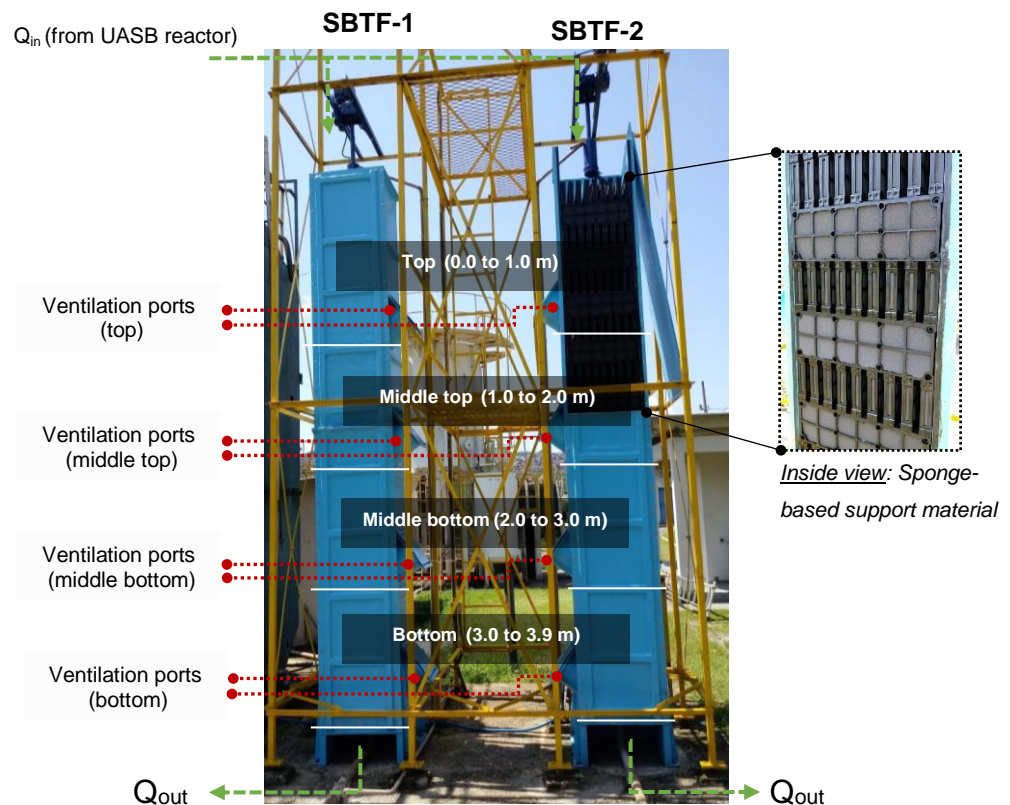 SBTF-1
SBTF-2
Qin (from UASB reactor)
Top (0.0 to 1.0 m)
Ventilation ports
(top)
Middle top (1.0 to 2.0 m)
Ventilation ports
(middle top)
Inside view: Sponge-
based support material
Middle bottom (2.0 to 3.0 m)
Ventilation ports
(middle bottom)
Bottom (3.0 to 3.9 m)
Ventilation ports
(bottom)
Qout
Qout